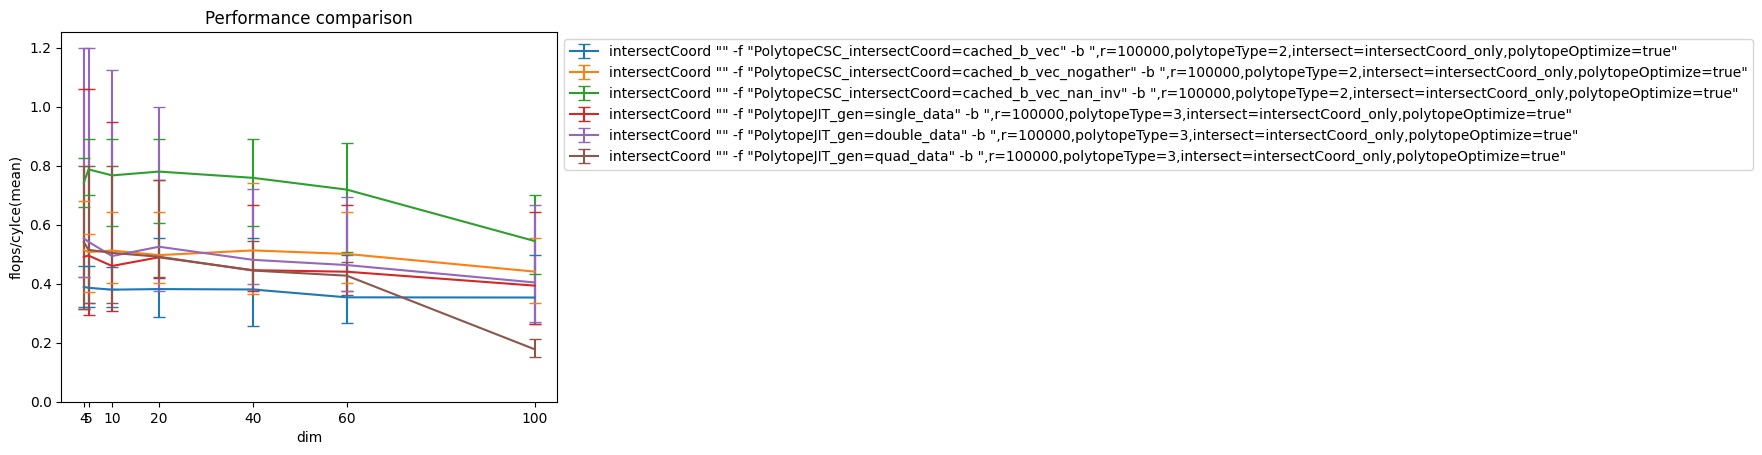 Performance comparison
flops/cylce(mean)
1.2
1.0
0.8
0.6
0.4
0.2
0.0
4 5 10 20 40 60 100
dim
intersectCoord "" -f "PolytopeCSC_intersectCoord=cached_b_vec" -b ",r=100000,polytopeType=2,intersect=intersectCoord_only,polytopeOptimize=true"
intersectCoord "" -f "PolytopeCSC_intersectCoord=cached_b_vec_nogather" -b ",r=100000,polytopeType=2,intersect=intersectCoord_only,polytopeOptimize=true"
intersectCoord "" -f "PolytopeCSC_intersectCoord=cached_b_vec_nan_inv" -b ",r=100000,polytopeType=2,intersect=intersectCoord_only,polytopeOptimize=true"
intersectCoord "" -f "PolytopeJIT_gen=single_data" -b ",r=100000,polytopeType=3,intersect=intersectCoord_only,polytopeOptimize=true"
intersectCoord "" -f "PolytopeJIT_gen=double_data" -b ",r=100000,polytopeType=3,intersect=intersectCoord_only,polytopeOptimize=true"
intersectCoord "" -f "PolytopeJIT_gen=quad_data" -b ",r=100000,polytopeType=3,intersect=intersectCoord_only,polytopeOptimize=true"